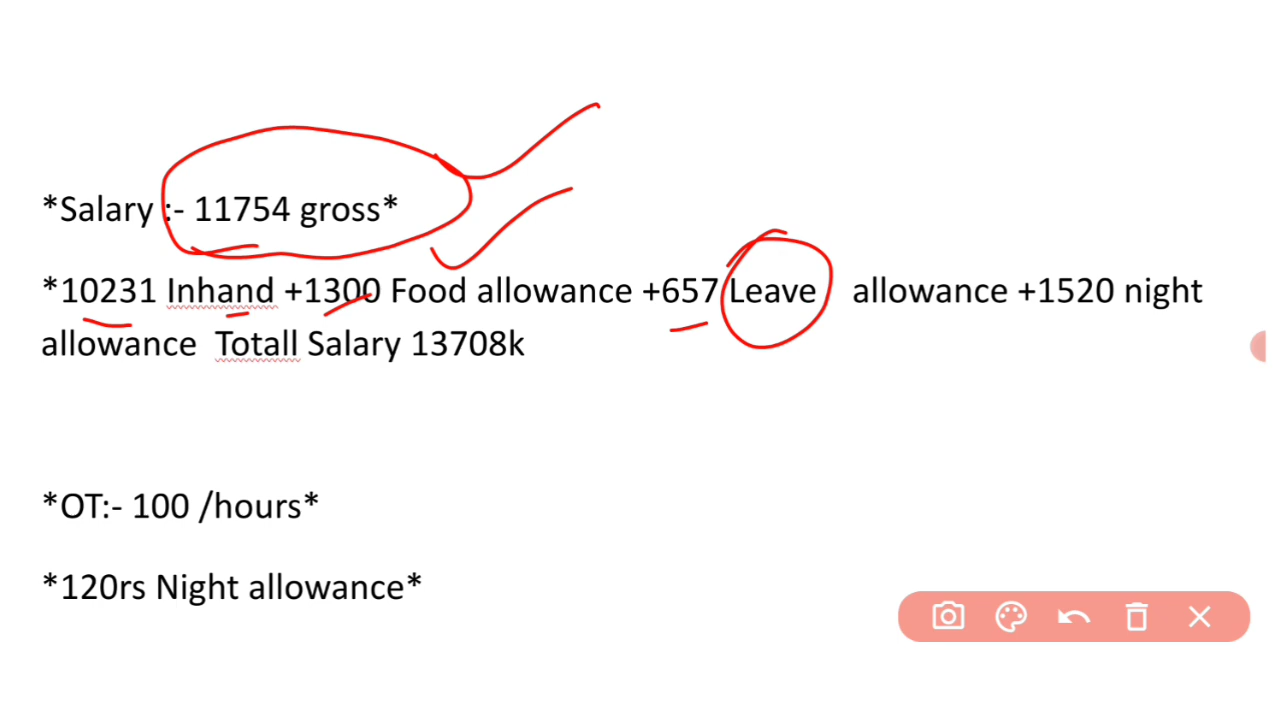 *Salary :- 11754 gross*
*10231 Inhand +1300 Food allowance +657 Leave allowance +1520 night
allowance Totall Salary 13708k
*OT:- 100 /hours*
*120rs Night allowance*